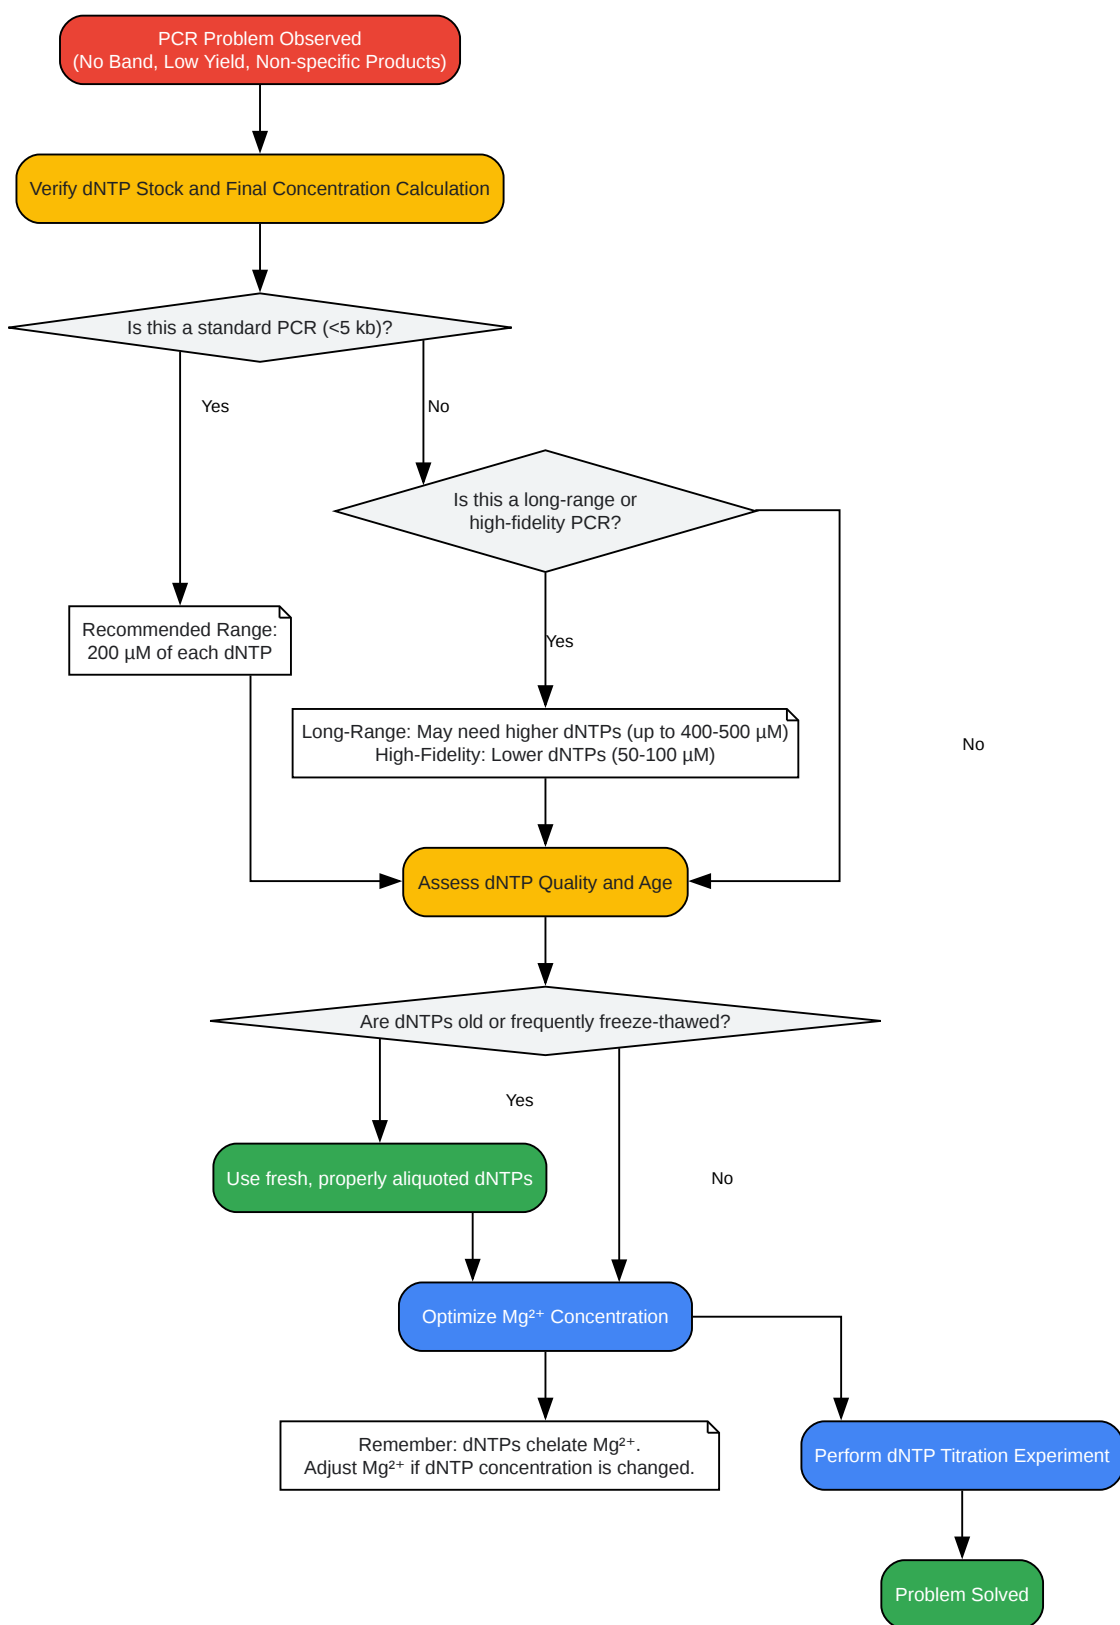 PCR Problem Observed
(No Band, Low Yield, Non-specific Products)
Verify dNTP Stock and Final Concentration Calculation
Is this a standard PCR (<5 kb)?
Yes
No
Is this a long-range or
high-fidelity PCR?
Recommended Range:
200 µM of each dNTP
Yes
Long-Range: May need higher dNTPs (up to 400-500 µM)
High-Fidelity: Lower dNTPs (50-100 µM)
No
Assess dNTP Quality and Age
Are dNTPs old or frequently freeze-thawed?
Yes
Use fresh, properly aliquoted dNTPs
No
Optimize Mg²⁺ Concentration
Remember: dNTPs chelate Mg²⁺.
Adjust Mg²⁺ if dNTP concentration is changed.
Perform dNTP Titration Experiment
Problem Solved